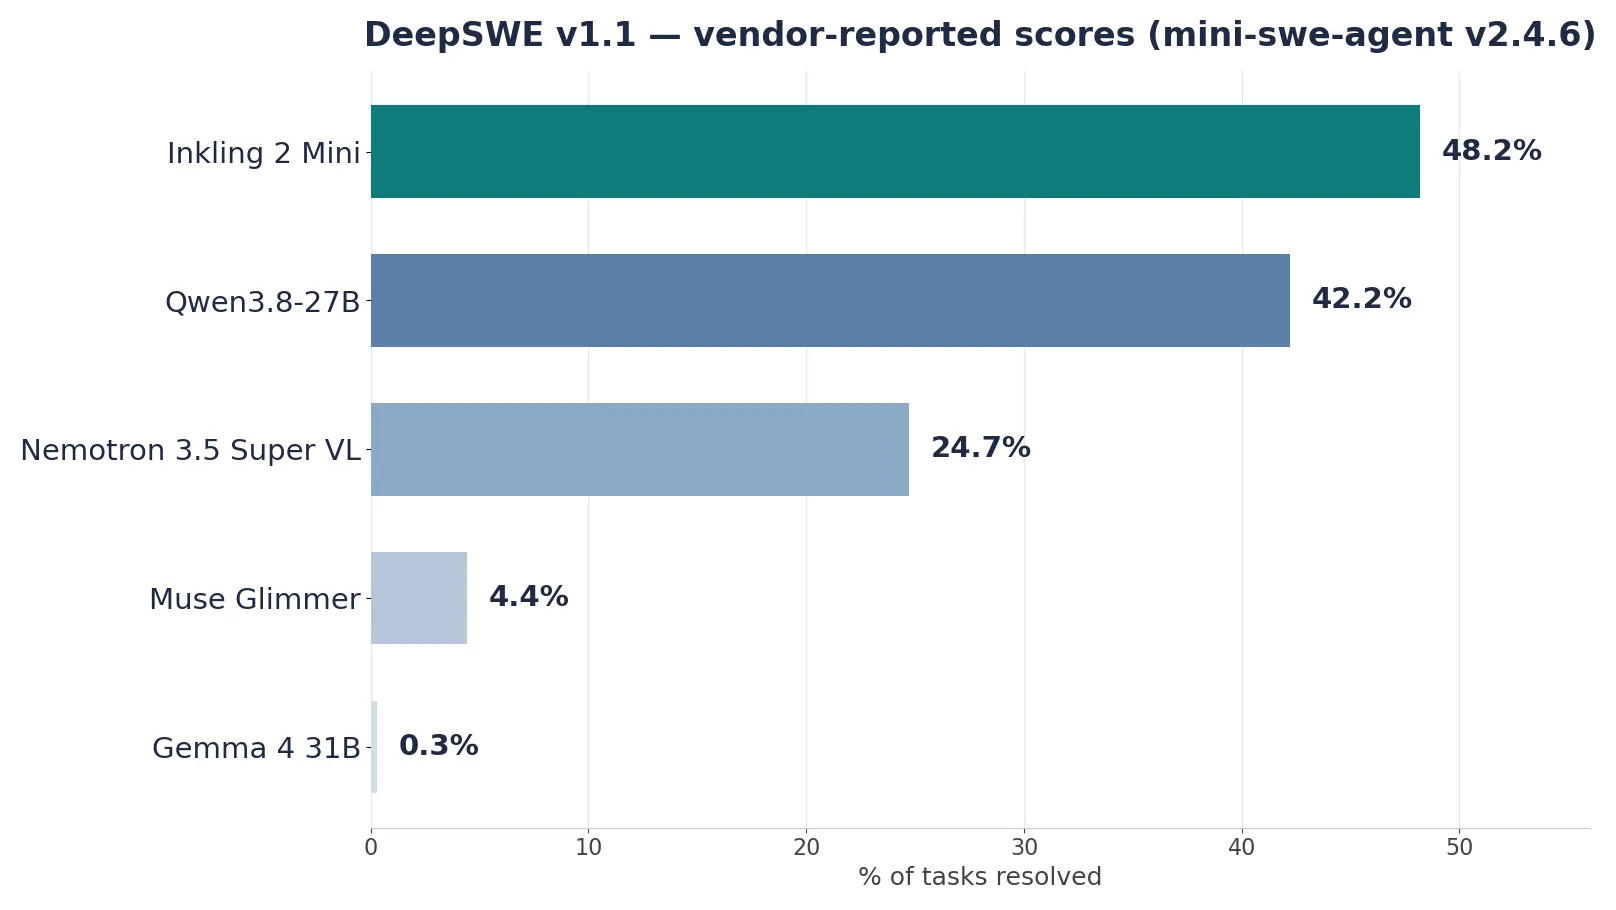 DeepSWE v1.1 — vendor-reported scores (mini-swe-agent v2.4.6)
Inkling 2 Mini 48.2%
Qwen3.8-27B 42.2%
Nemotron 3.5 Super VL 24.7%
Muse Glimmer 4.4%
Gemma 4 31B 0.3%
0 10 20 30 40 50
% of tasks resolved